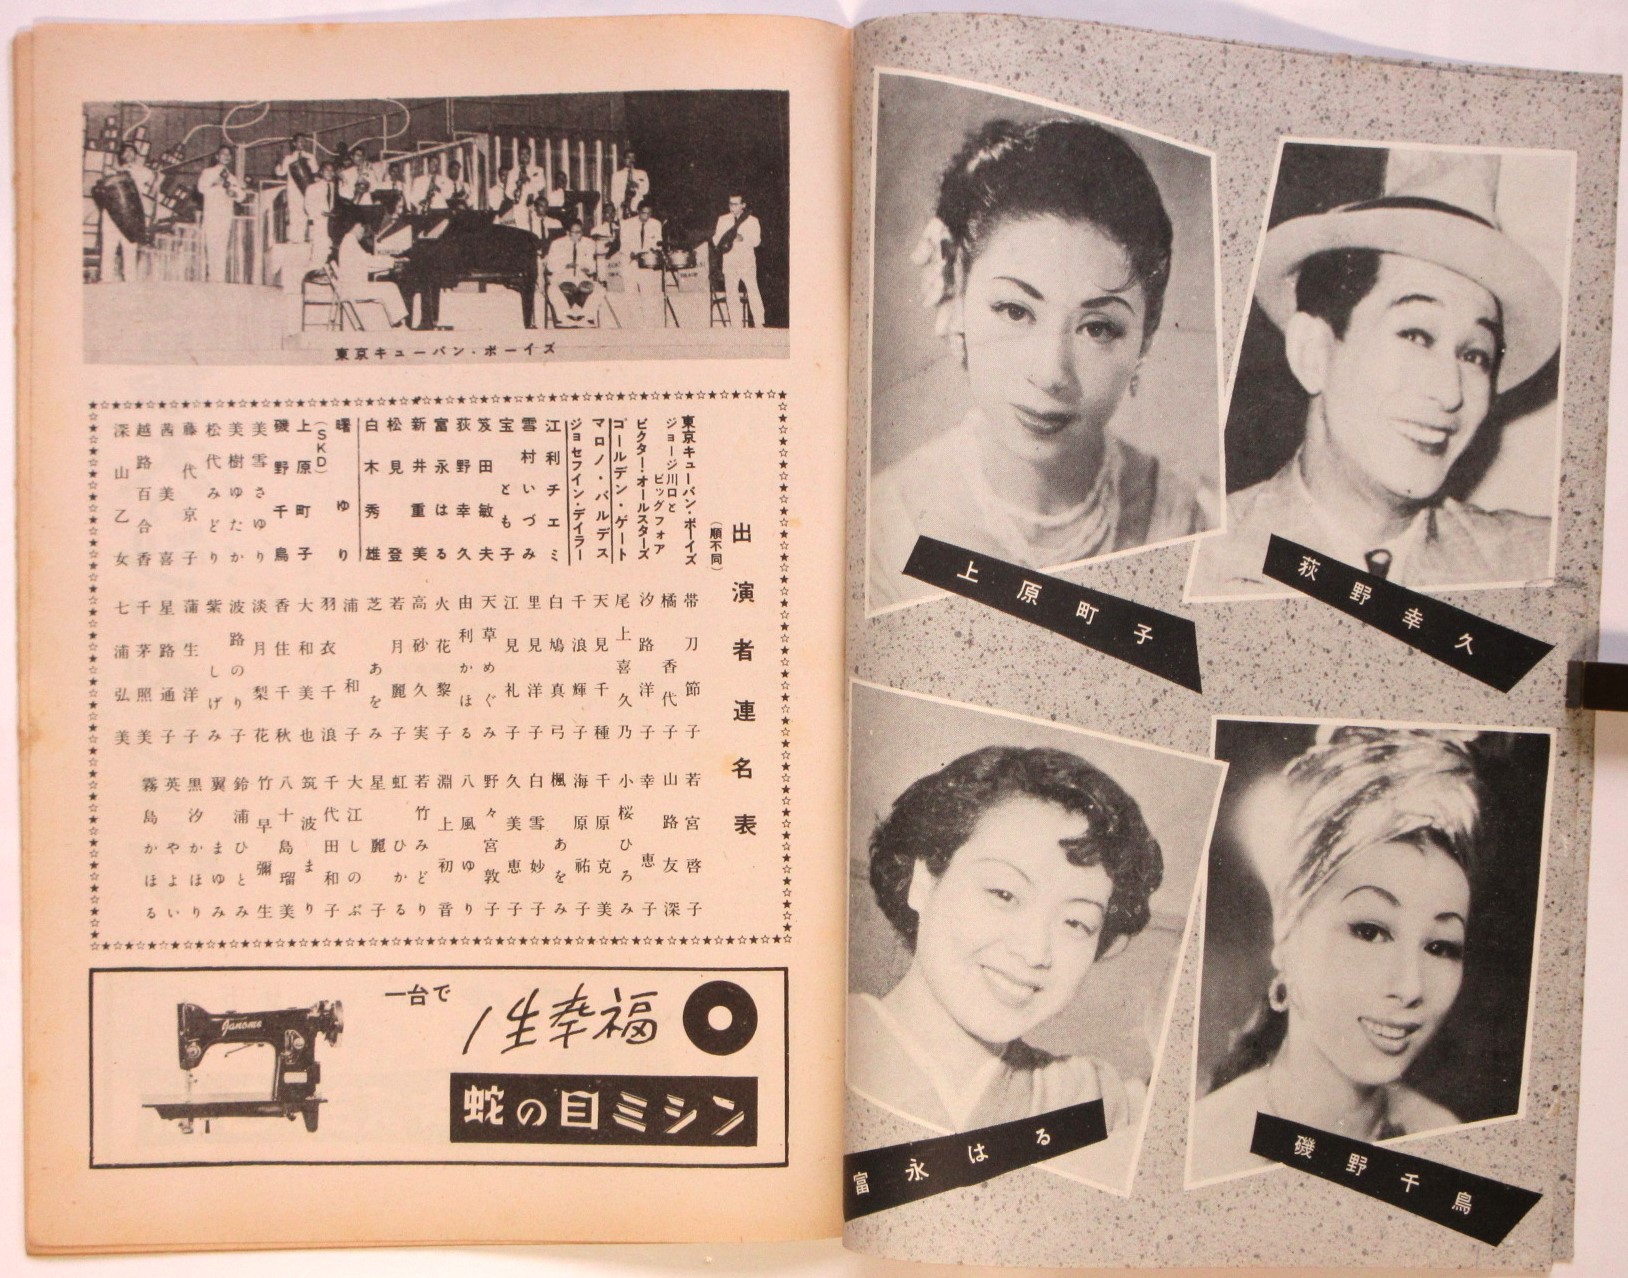 東京キューバン・ボーイズ
出演者連名表
(順不同)
東京キューバン・ボーイズ
ジョージ川口と
ビッグフォア
ビクター・オールスターズ
ゴールデン・ゲート
マロノ・バルデス
ジョセフイン・デイラー
江利チエミ
雪村いづみ
宝とも子
笈田敏夫
荻野幸久
富永はる
新井重美
松見登
白木秀雄
曙ゆり
(SKD)
上原町子
磯野千鳥
美雪さゆり
美樹ゆたか
松代みどり
藤代京子
茜美喜
越路百合香
深山乙女
帯刀節子
橘香代子
汐路洋子
尾上喜久乃
天見千種
千浪輝子
白鳩真弓
里見洋子
江見礼子
天草めぐみ
由利かほる
火花黎子
高砂久実
若月麗子
芝あをみ
浦和子
羽衣千浪
大和美也
香住千秋
淡月梨花
波路のり子
紫しげみ
蒲生洋子
星路通子
千茅照美
七浦弘美
若宮啓子
山路友深
幸恵子
小桜ひろみ
千原克美
海原祐子
楓あをみ
白雪妙子
久美恵子
野々宮敦子
八風ゆり
淵上初音
若竹みどり
虹ひかる
星麗子
大江しのぶ
千代田和子
筑波まり
八十島瑠美
竹早彌生
鈴浦ひとみ
翼まゆみ
黒汐かほり
英やよい
霧島かほる
一台で
一生幸福
蛇の目ミシン
Janome
上原町子
荻野幸久
富永はる
磯野千鳥